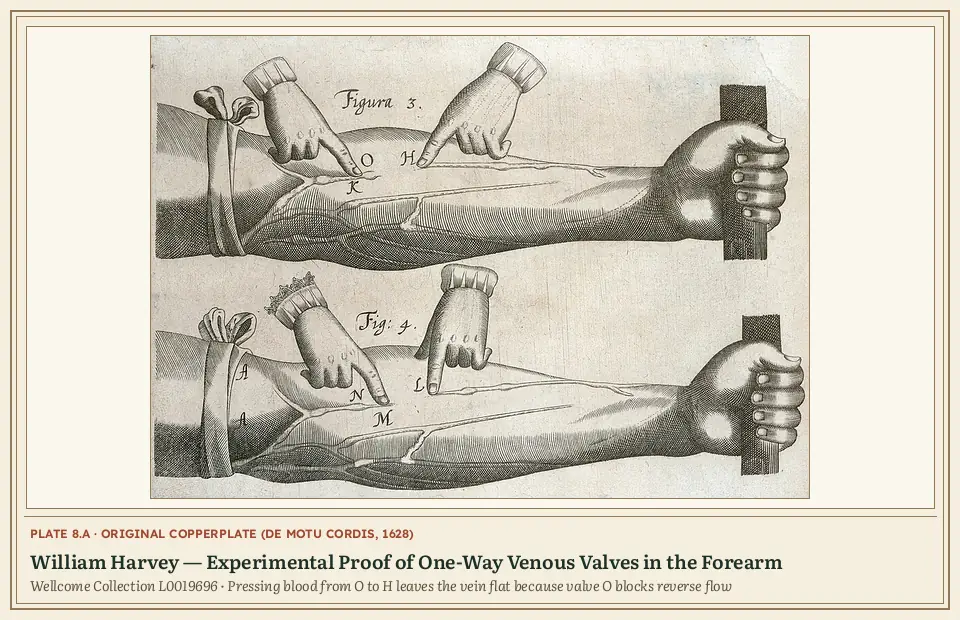 Figura 3.
O H
K
Fig: 4.
A L
N
A M
PLATE 8.A · ORIGINAL COPPERPLATE (DE MOTU CORDIS, 1628)
William Harvey — Experimental Proof of One-Way Venous Valves in the Forearm
Wellcome Collection L0019696 · Pressing blood from O to H leaves the vein flat because valve O blocks reverse flow